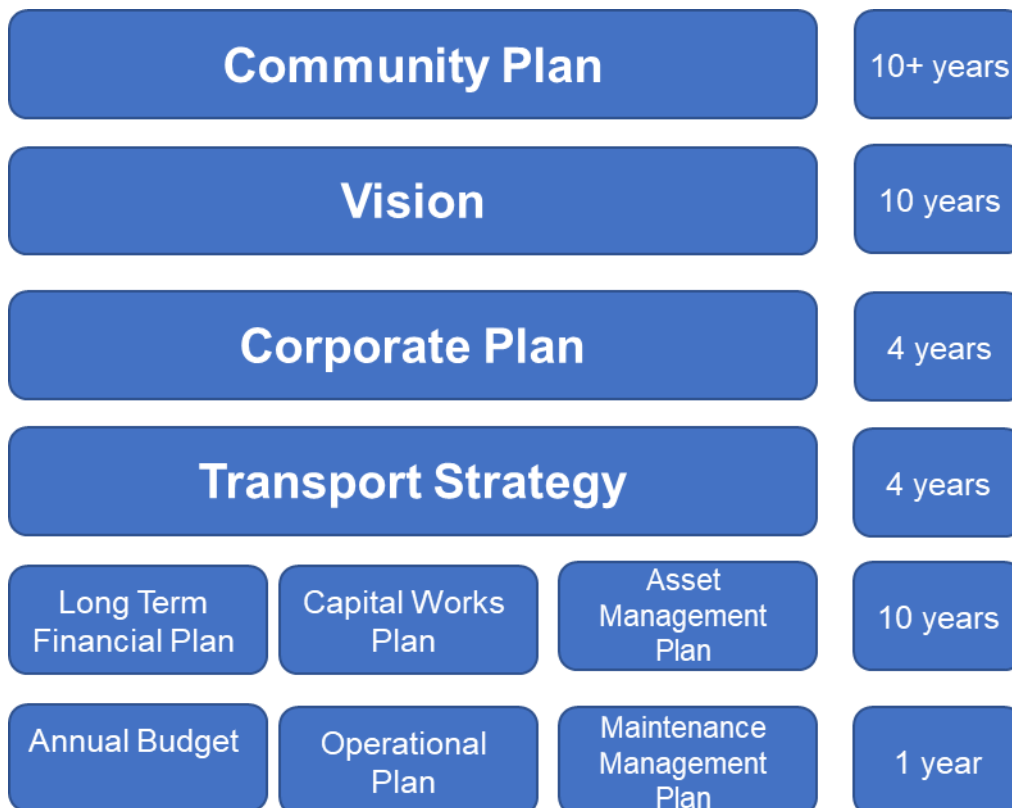 Community Plan
10+ years
Vision
10 years
Corporate Plan
4 years
Transport Strategy
4 years
Long Term
Financial Plan
Capital Works
Plan
Asset
Management
Plan
10 years
Annual Budget
Operational
Plan
Maintenance
Management
Plan
1 year